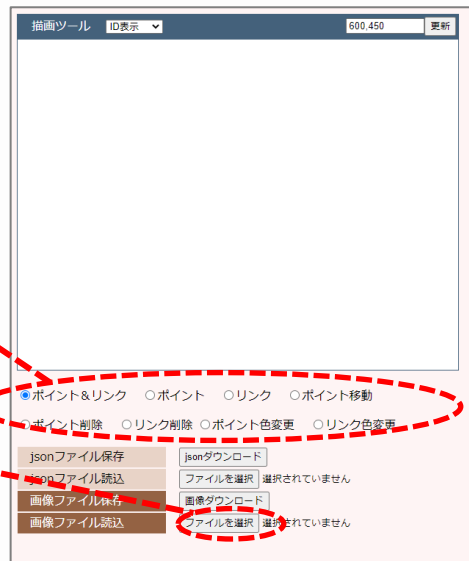 描画ツール ID表示 600,450 更新
ポイント&リンク ポイント リンク ポイント移動
ポイント削除 リンク削除 ポイント色変更 リンク色変更
jsonファイル保存 jsonダウンロード
jsonファイル読込 ファイルを選択 選択されていません
画像ファイル保存 画像ダウンロード
画像ファイル読込 ファイルを選択 選択されていません